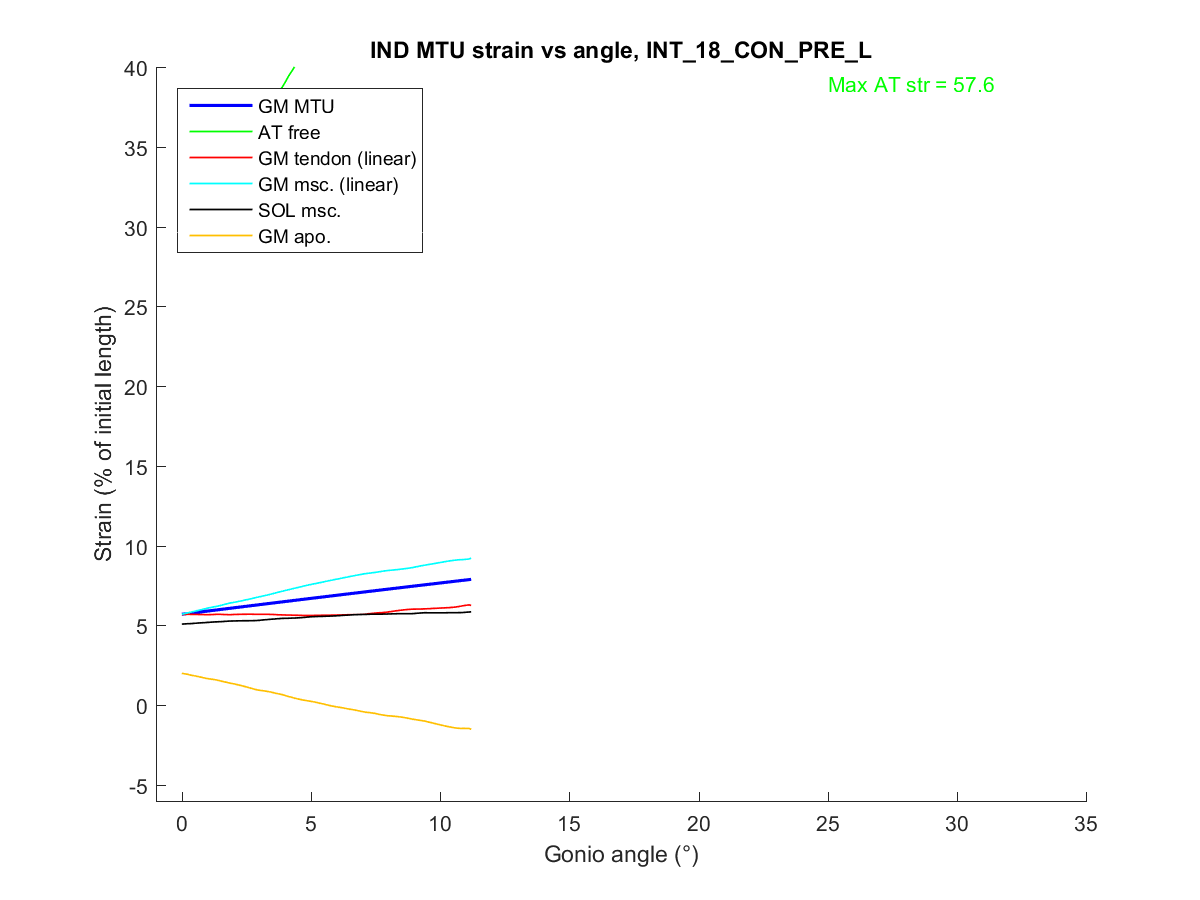 IND MTU strain vs angle, INT_18_CON_PRE_L
Max AT str = 57.6
GM MTU
AT free
GM tendon (linear)
GM msc. (linear)
SOL msc.
GM apo.
Strain (% of initial length)
40
35
30
25
20
15
10
5
0
-5
0 5 10 15 20 25 30 35
Gonio angle (°)